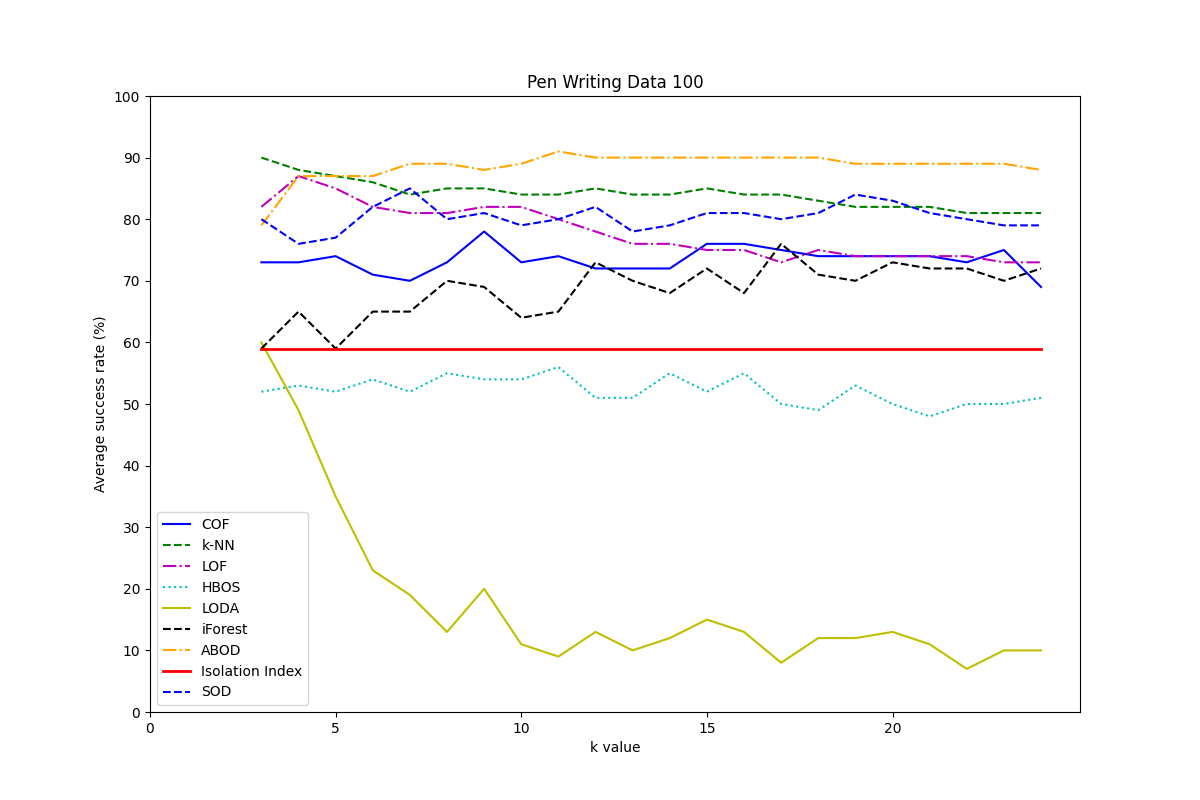 Pen Writing Data 100
100
90
80
70
60
50
40
30
20
10
0
Average success rate (%)
COF
k-NN
LOF
HBOS
LODA
iForest
ABOD
Isolation Index
SOD
0 5 10 15 20
k value